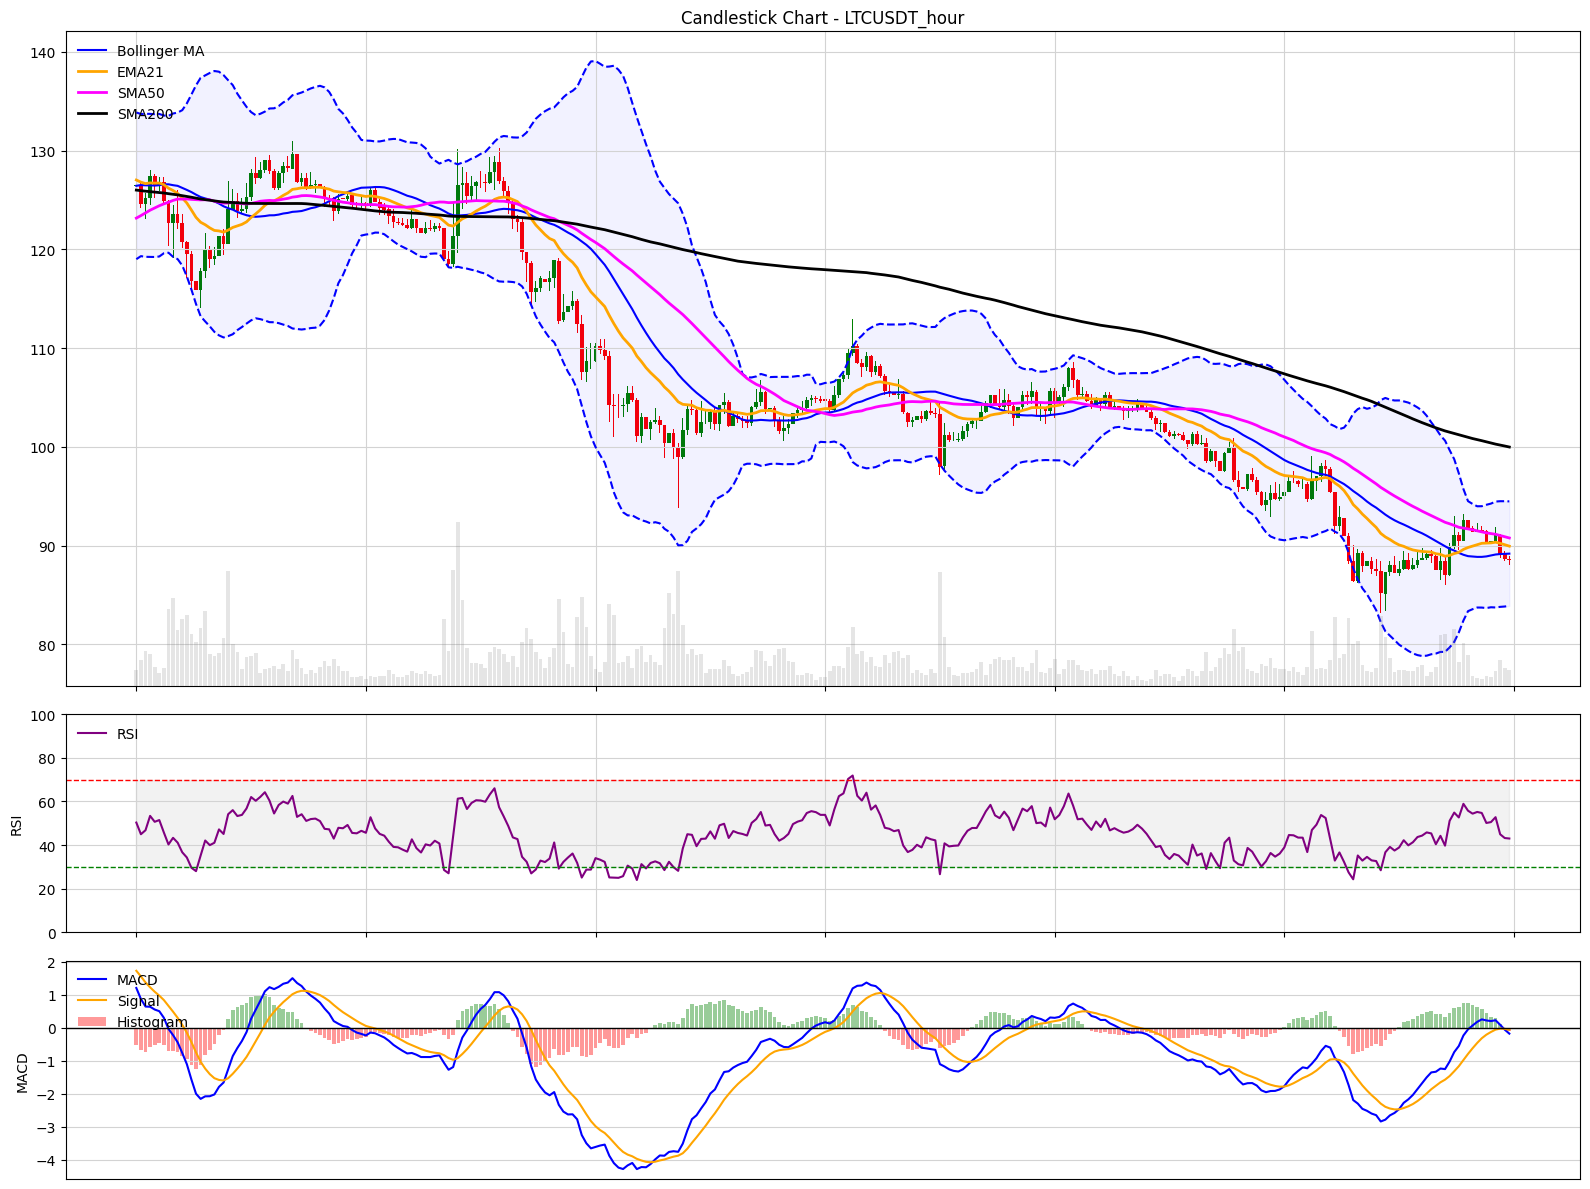 Candlestick Chart - LTCUSDT_hour
140
130
120
110
100
90
80
Bollinger MA
EMA21
SMA50
SMA200
100
80
60
40
20
0
RSI
RSI
2
1
0
−1
−2
−3
−4
MACD
MACD
Signal
Histogram